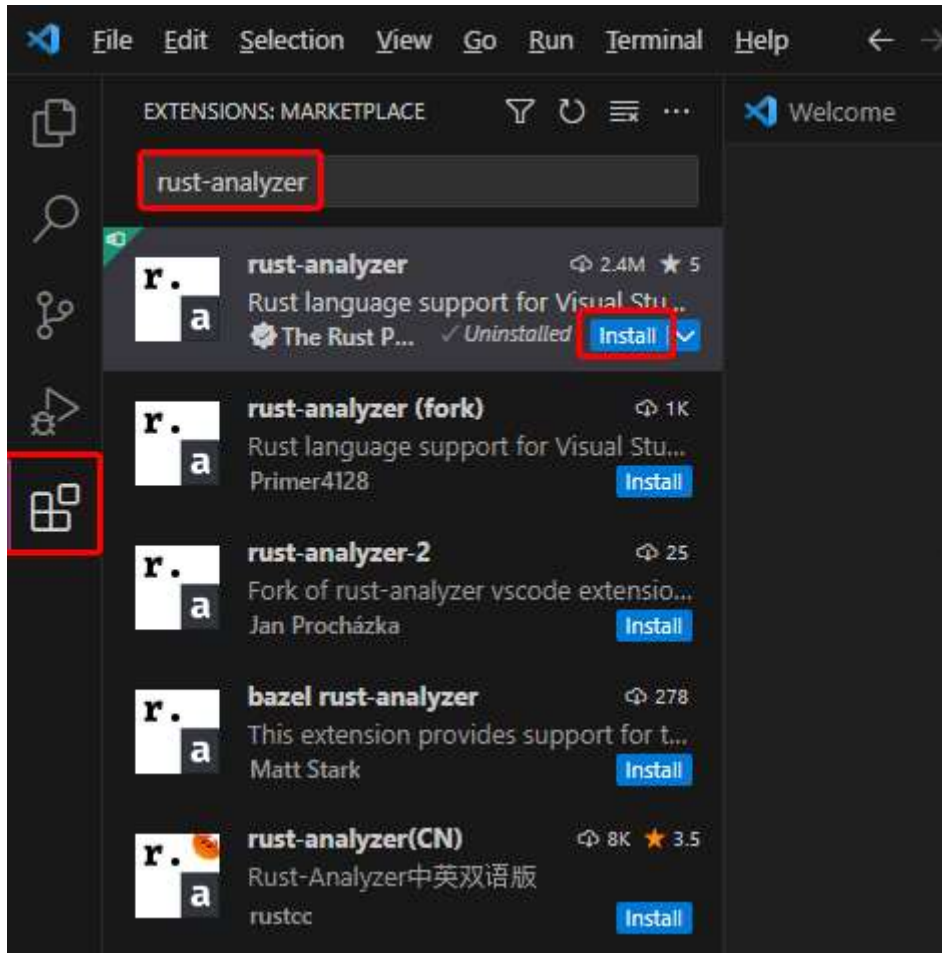 File Edit Selection View Go Run Terminal Help
EXTENSIONS: MARKETPLACE
Welcome
rust-analyzer
r.
a
rust-analyzer
2.4M ★ 5
Rust language support for Visual Stu...
The Rust P... ✓ Uninstalled Install
r.
a
rust-analyzer (fork)
1K
Rust language support for Visual Stu...
Primer4128
Install
r.
a
rust-analyzer-2
25
Fork of rust-analyzer vscode extensio...
Jan Procházka
Install
r.
a
bazel rust-analyzer
278
This extension provides support for t...
Matt Stark
Install
r.
a
rust-analyzer(CN)
8K ★ 3.5
Rust-Analyzer中英双语版
rustcc
Install